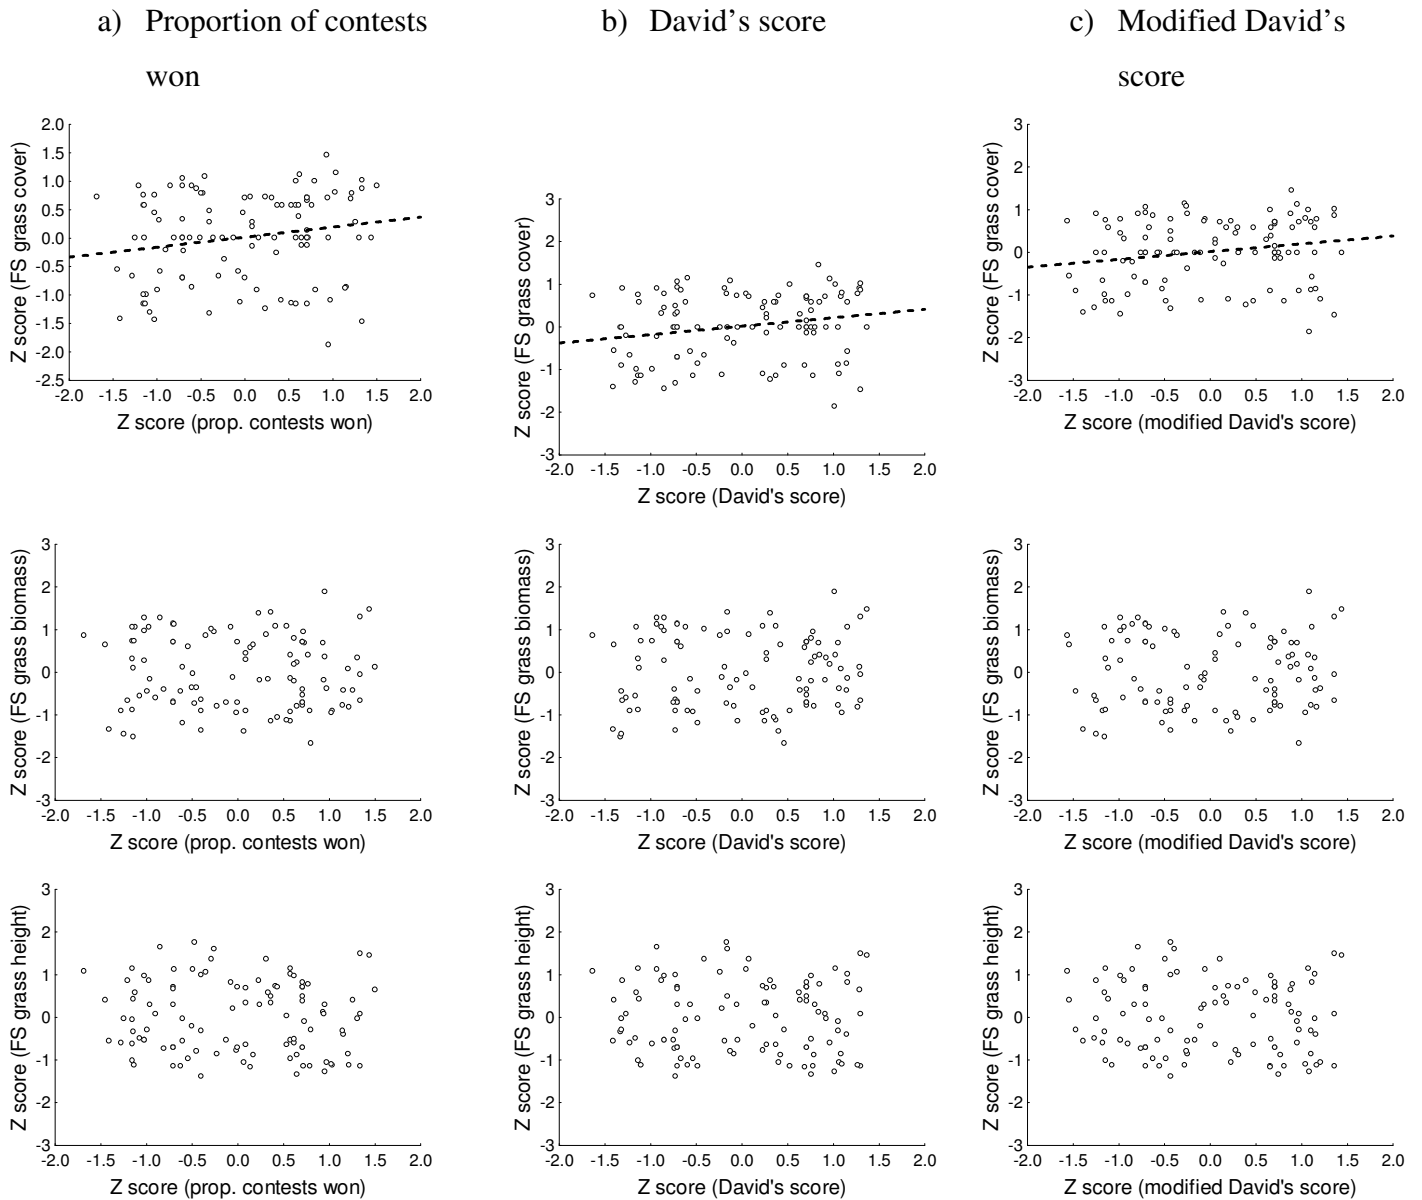 a) Proportion of contests won
b) David's score
c) Modified David's score
2.0
1.5
1.0
0.5
0.0
-0.5
-1.0
-1.5
-2.0
-2.5
Z score (FS grass cover)
-2.0 -1.5 -1.0 -0.5 0.0 0.5 1.0 1.5 2.0
Z score (prop. contests won)
3
2
1
0
-1
-2
-3
Z score (FS grass cover)
-2.0 -1.5 -1.0 -0.5 0.0 0.5 1.0 1.5 2.0
Z score (David's score)
3
2
1
0
-1
-2
-3
Z score (FS grass cover)
-2.0 -1.5 -1.0 -0.5 0.0 0.5 1.0 1.5 2.0
Z score (modified David's score)
3
2
1
0
-1
-2
-3
Z score (FS grass biomass)
-2.0 -1.5 -1.0 -0.5 0.0 0.5 1.0 1.5 2.0
Z score (prop. contests won)
3
2
1
0
-1
-2
-3
Z score (FS grass biomass)
-2.0 -1.5 -1.0 -0.5 0.0 0.5 1.0 1.5 2.0
Z score (David's score)
3
2
1
0
-1
-2
-3
Z score (FS grass biomass)
-2.0 -1.5 -1.0 -0.5 0.0 0.5 1.0 1.5 2.0
Z score (modified David's score)
3
2
1
0
-1
-2
-3
Z score (FS grass height)
-2.0 -1.5 -1.0 -0.5 0.0 0.5 1.0 1.5 2.0
Z score (prop. contests won)
3
2
1
0
-1
-2
-3
Z score (FS grass height)
-2.0 -1.5 -1.0 -0.5 0.0 0.5 1.0 1.5 2.0
Z score (David's score)
3
2
1
0
-1
-2
-3
Z score (FS grass height)
-2.0 -1.5 -1.0 -0.5 0.0 0.5 1.0 1.5 2.0
Z score (modified David's score)